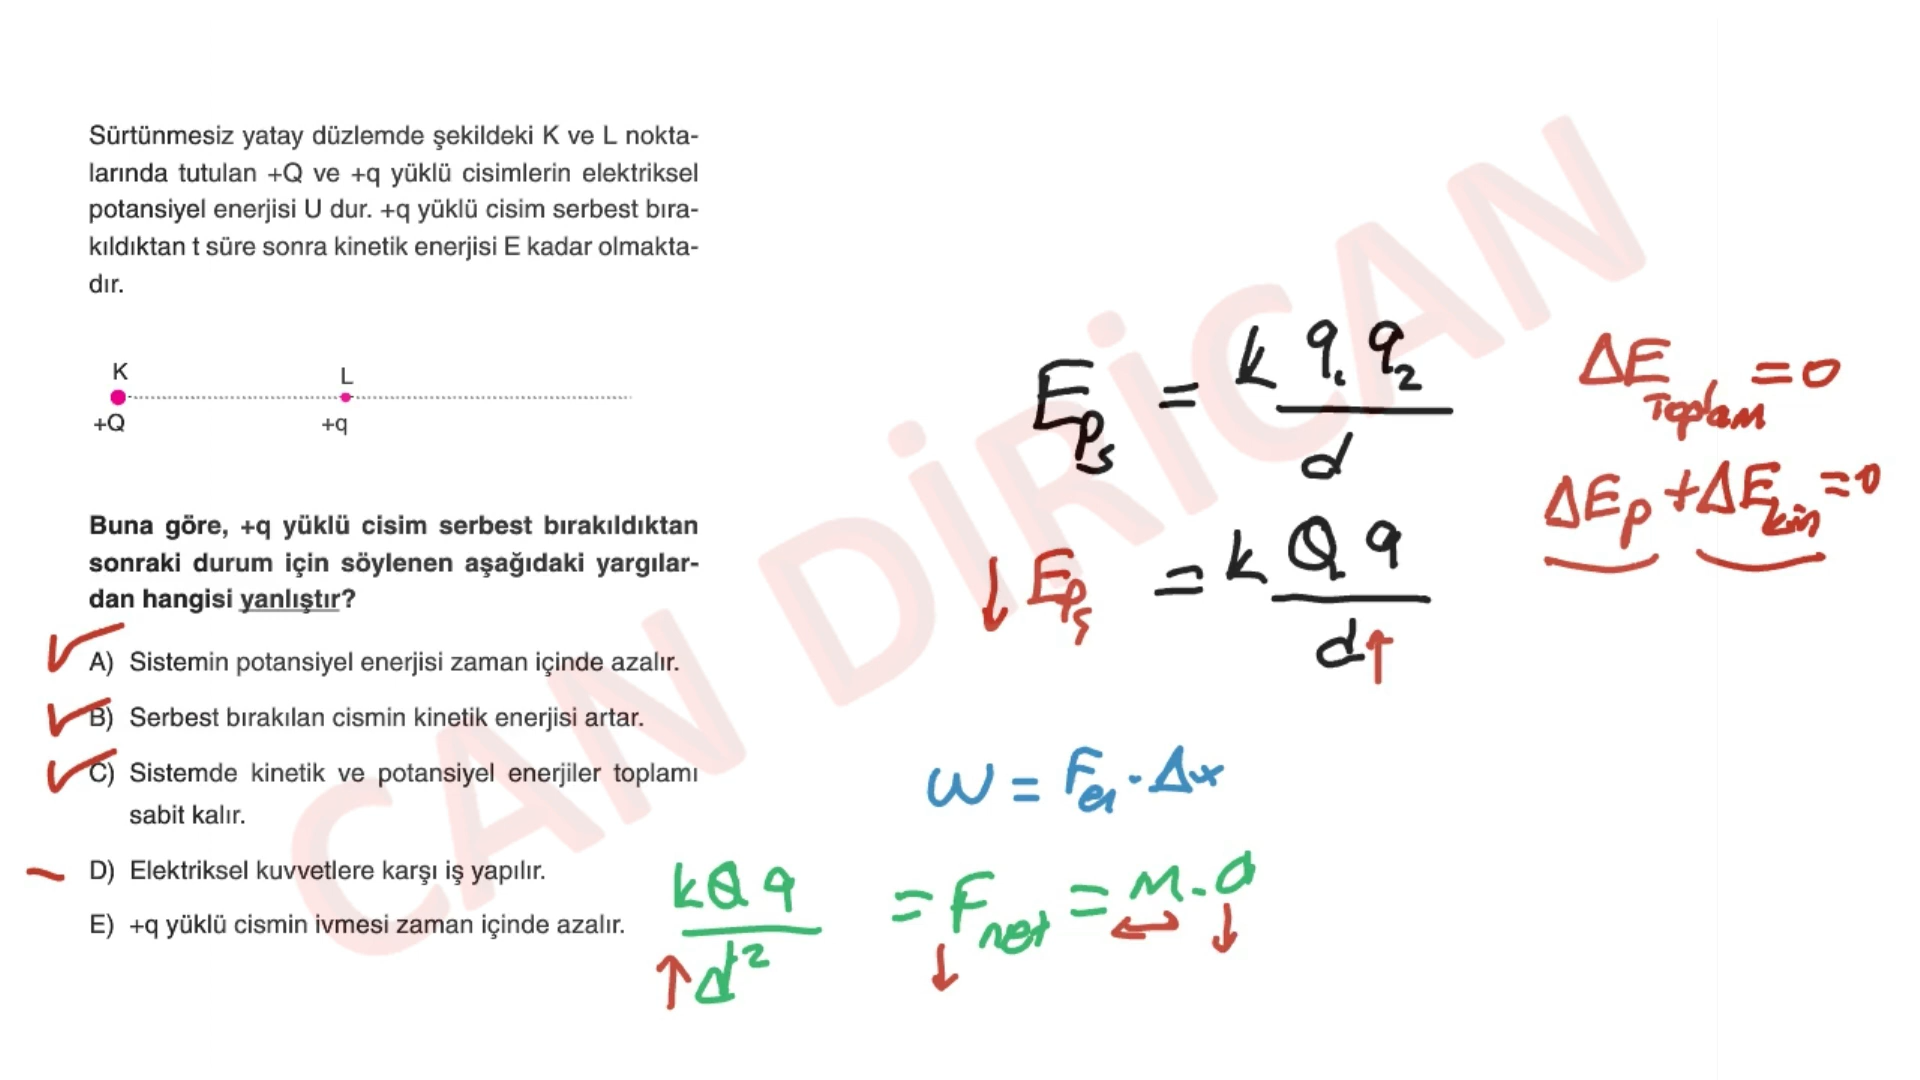 Sürtünmesiz yatay düzlemde şekildeki K ve L nokta-
larında tutulan +Q ve +q yüklü cisimlerin elektriksel
potansiyel enerjisi U dur. +q yüklü cisim serbest bıra-
kıldıktan t süre sonra kinetik enerjisi E kadar olmakta-
dır.
K L
+Q +q
Buna göre, +q yüklü cisim serbest bırakıldıktan
sonraki durum için söylenen aşağıdaki yargılar-
dan hangisi yanlıştır?
A) Sistemin potansiyel enerjisi zaman içinde azalır.
B) Serbest bırakılan cismin kinetik enerjisi artar.
C) Sistemde kinetik ve potansiyel enerjiler toplamı
sabit kalır.
D) Elektriksel kuvvetlere karşı iş yapılır.
E) +q yüklü cismin ivmesi zaman içinde azalır.
E_ps = k q₁ q₂
d
↓ E_ps = k Q q
d↑
ΔE Toplam = 0
ΔEp + ΔEkin = 0
W = F · Δx
kQq = Fnet = m · a
↑d² ↓ ↔ ↓
CAN DİRİCAN